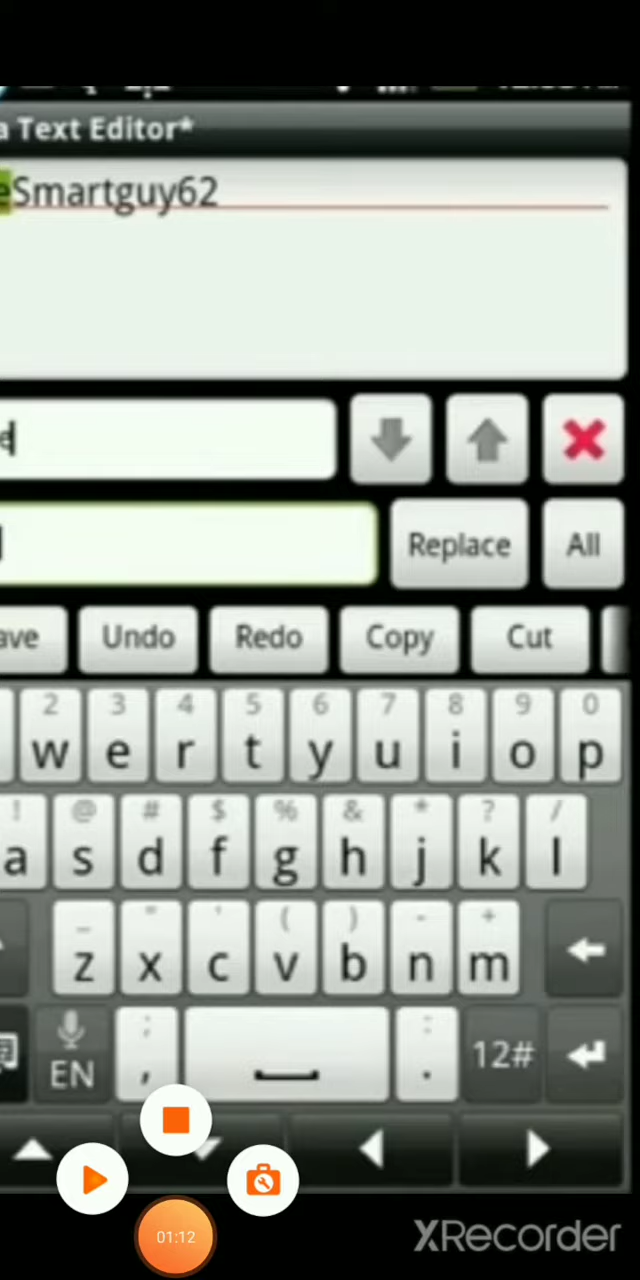 a Text Editor*
eSmartguy62
d
Replace All
ave Undo Redo Copy Cut
2 3 4 5 6 7 8 9 0
w e r t y u i o p
! @ # $ % & * ? /
a s d f g h j k l
_ " ' ( ) - +
z x c v b n m
; :
EN , . 12#
01:12
XRecorder